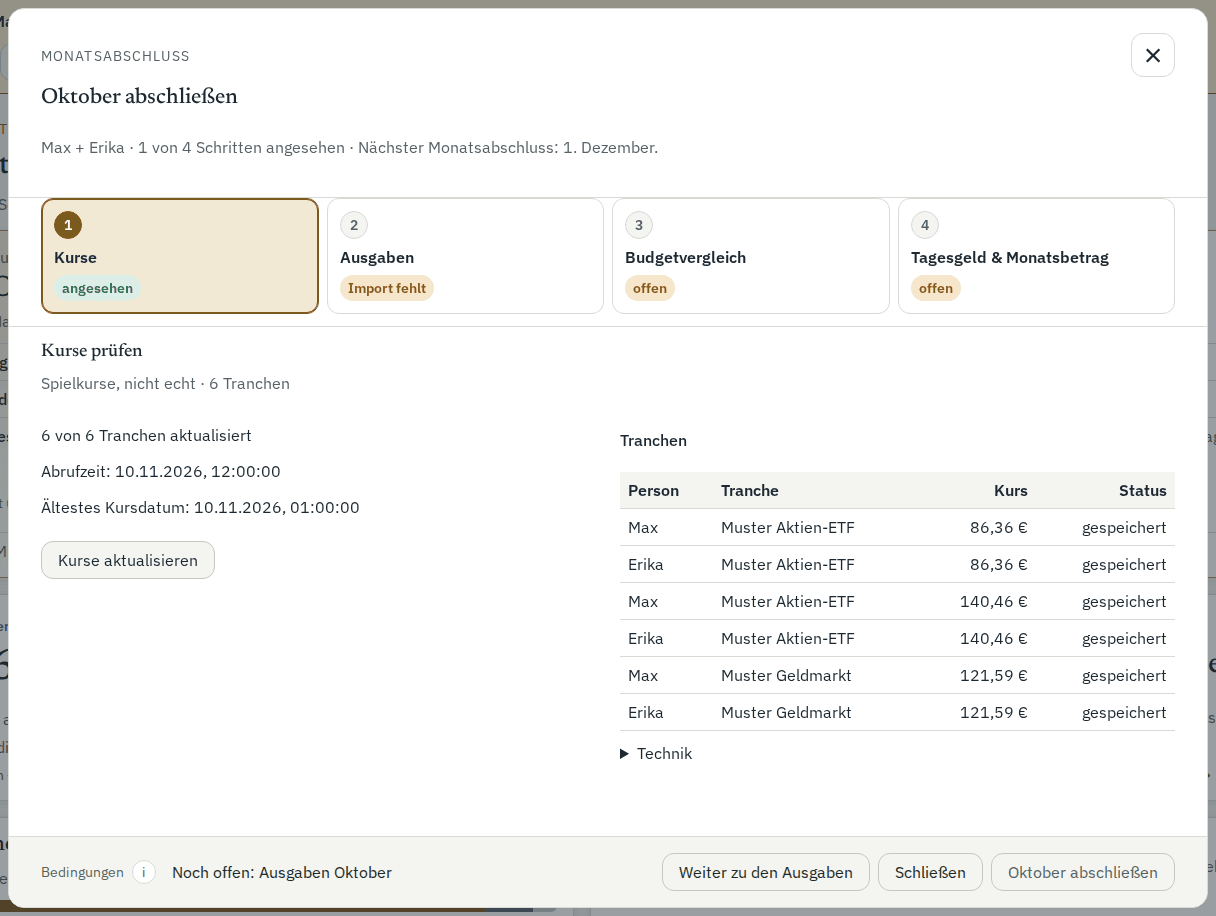 MONATSABSCHLUSS
Oktober abschließen
Max + Erika · 1 von 4 Schritten angesehen · Nächster Monatsabschluss: 1. Dezember.
1
Kurse
angesehen
2
Ausgaben
Import fehlt
3
Budgetvergleich
offen
4
Tagesgeld & Monatsbetrag
offen
Kurse prüfen
Spielkurse, nicht echt · 6 Tranchen
6 von 6 Tranchen aktualisiert
Abrufzeit: 10.11.2026, 12:00:00
Ältestes Kursdatum: 10.11.2026, 01:00:00
Kurse aktualisieren
Tranchen
Person Tranche Kurs Status
Max Muster Aktien-ETF 86,36 € gespeichert
Erika Muster Aktien-ETF 86,36 € gespeichert
Max Muster Aktien-ETF 140,46 € gespeichert
Erika Muster Aktien-ETF 140,46 € gespeichert
Max Muster Geldmarkt 121,59 € gespeichert
Erika Muster Geldmarkt 121,59 € gespeichert
Technik
Bedingungen i Noch offen: Ausgaben Oktober
Weiter zu den Ausgaben
Schließen
Oktober abschließen